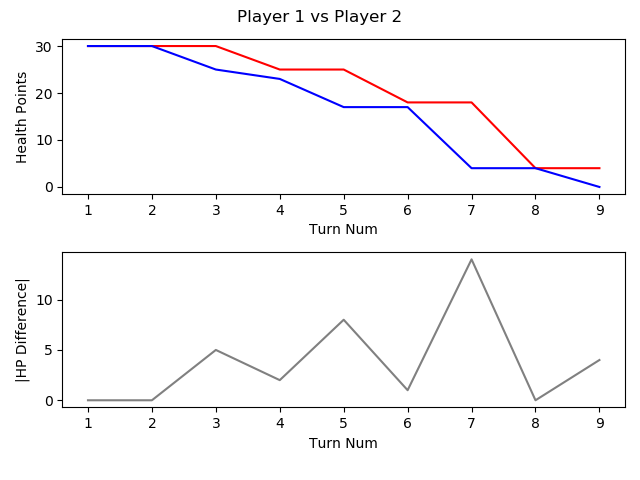 Player 1 vs Player 2
30
20
10
0
Health Points
1 2 3 4 5 6 7 8 9
Turn Num
10
5
0
|HP Difference|
1 2 3 4 5 6 7 8 9
Turn Num